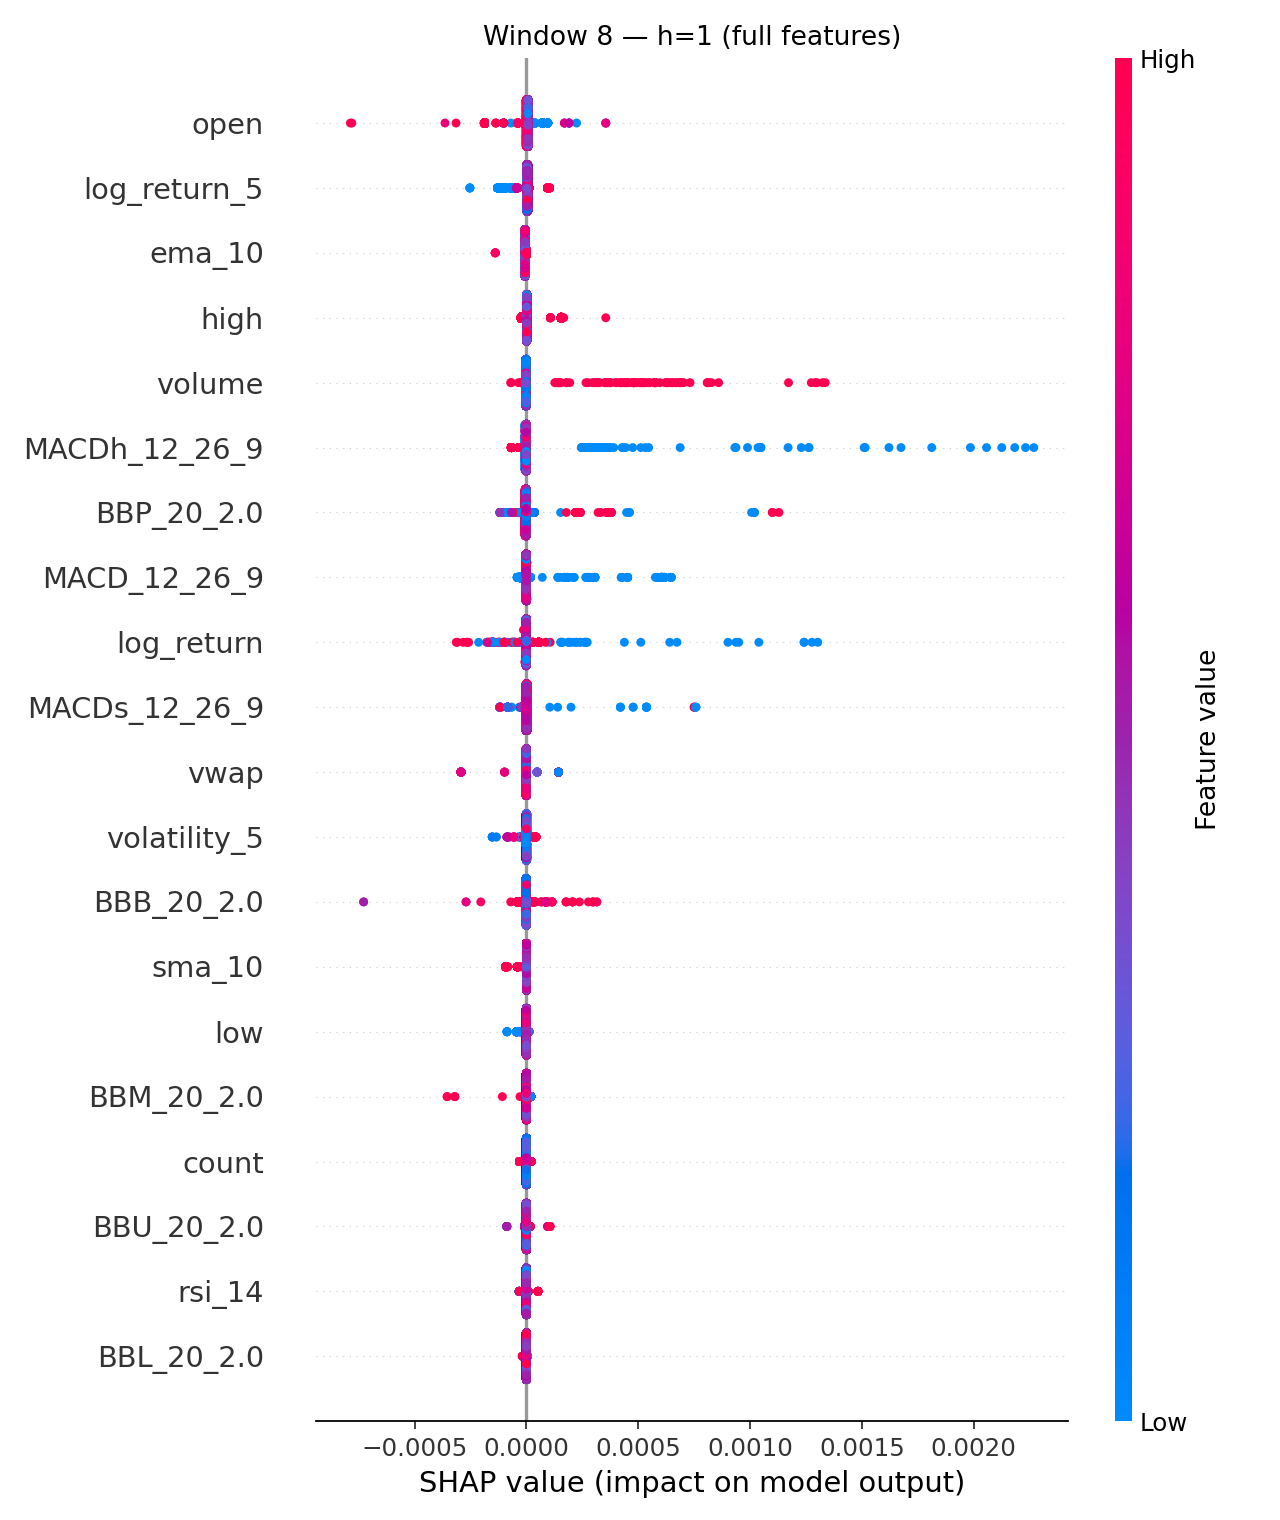 Window 8 — h=1 (full features)
High
open
log_return_5
ema_10
high
volume
MACDh_12_26_9
BBP_20_2.0
MACD_12_26_9
log_return
MACDs_12_26_9
vwap
volatility_5
BBB_20_2.0
sma_10
low
BBM_20_2.0
count
BBU_20_2.0
rsi_14
BBL_20_2.0
Feature value
Low
−0.0005 0.0000 0.0005 0.0010 0.0015 0.0020
SHAP value (impact on model output)